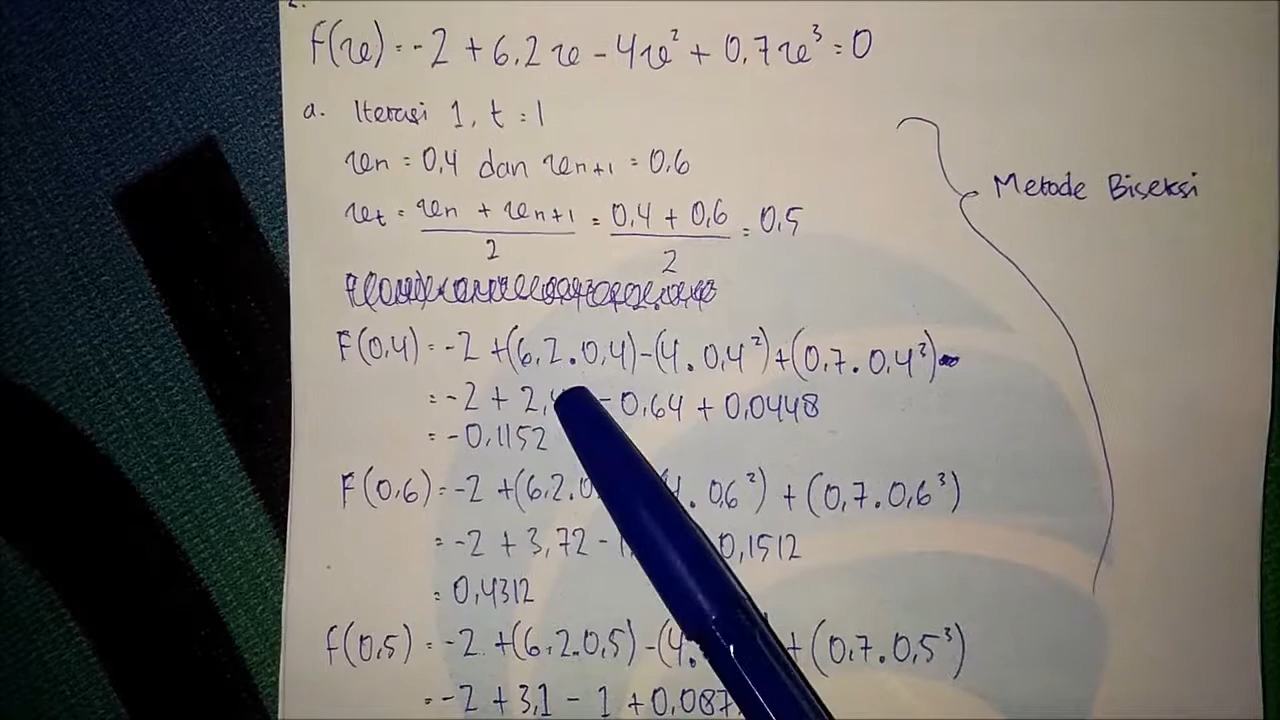 2.
f(x) = -2 + 6,2x - 4x² + 0,7x³ = 0
a. Iterasi 1, t = 1
xn = 0,4 dan xn+1 = 0,6
xt = xn + xn+1 / 2 = 0,4 + 0,6 / 2 = 0,5
Metode Biseksi
F(0,4) = -2 + (6,2 . 0,4) - (4 . 0,4²) + (0,7 . 0,4³)
= -2 + 2, - 0,64 + 0,0448
= -0,1152
F(0,6) = -2 + (6,2 . 0 4 . 0,6²) + (0,7 . 0,6³)
= -2 + 3,72 - 1 0,1512
= 0,4312
f(0,5) = -2 + (6,2 . 0,5) - (4. + (0,7 . 0,5³)
= -2 + 3,1 - 1 + 0,087